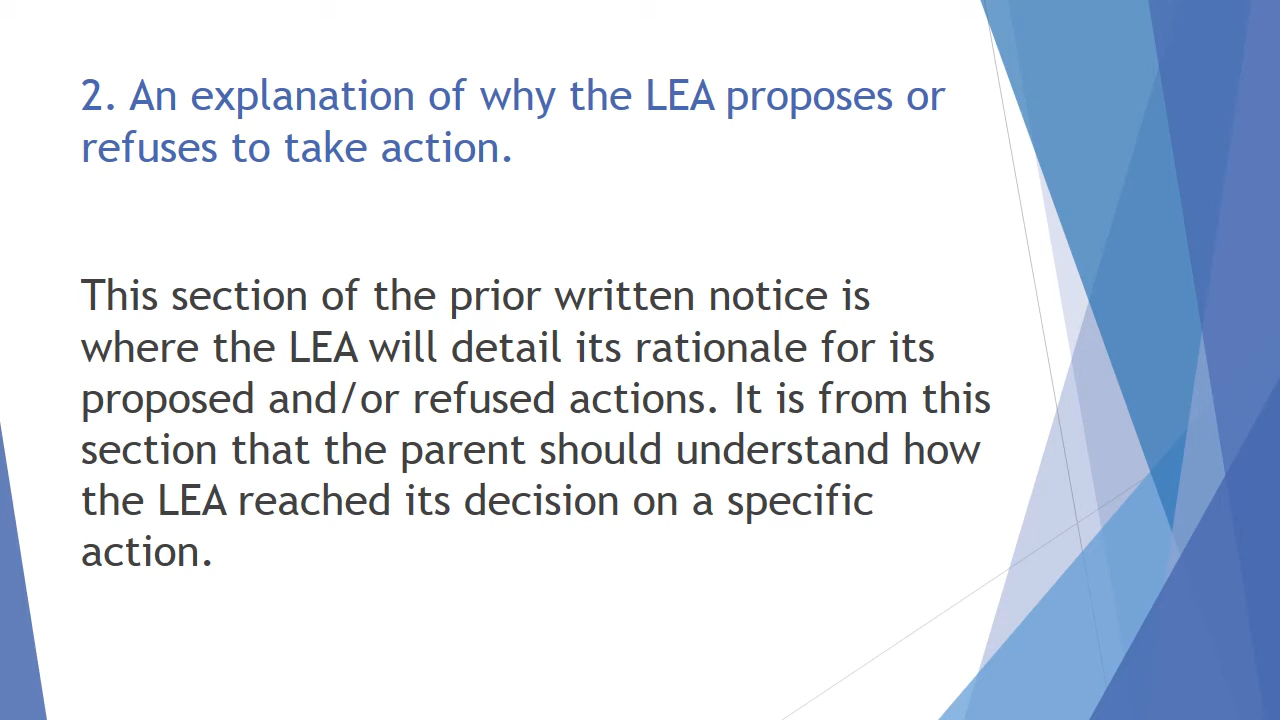 2. An explanation of why the LEA proposes or
refuses to take action.
This section of the prior written notice is
where the LEA will detail its rationale for its
proposed and/or refused actions. It is from this
section that the parent should understand how
the LEA reached its decision on a specific
action.